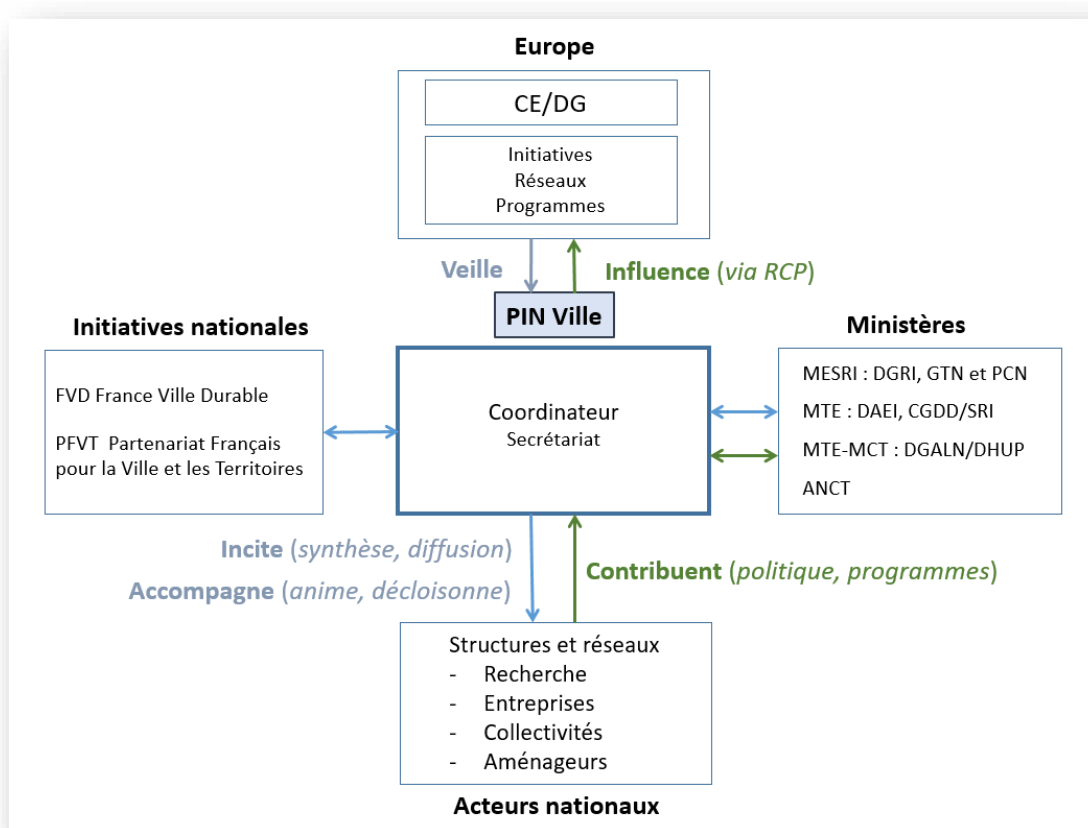 Europe
CE/DG
Initiatives
Réseaux
Programmes
Veille
Influence (via RCP)
PIN Ville
Initiatives nationales
FVD France Ville Durable
PFVT Partenariat Français
pour la Ville et les Territoires
Coordinateur
Secrétariat
Ministères
MESRI : DGRI, GTN et PCN
MTE : DAEI, CGDD/SRI
MTE-MCT : DGALN/DHUP
ANCT
Incite (synthèse, diffusion)
Accompagne (anime, décloisonne)
Contribuent (politique, programmes)
Structures et réseaux
- Recherche
- Entreprises
- Collectivités
- Aménageurs
Acteurs nationaux